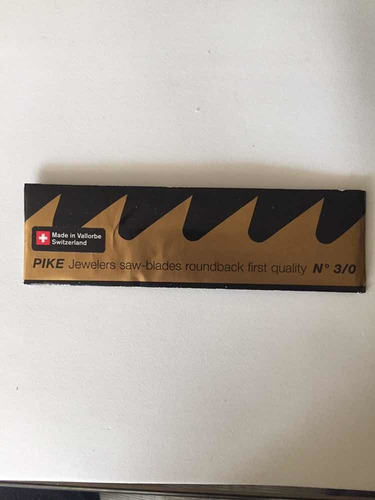 Made in Vallorbe
Switzerland
PIKE Jewelers saw-blades roundback first quality N° 3/0